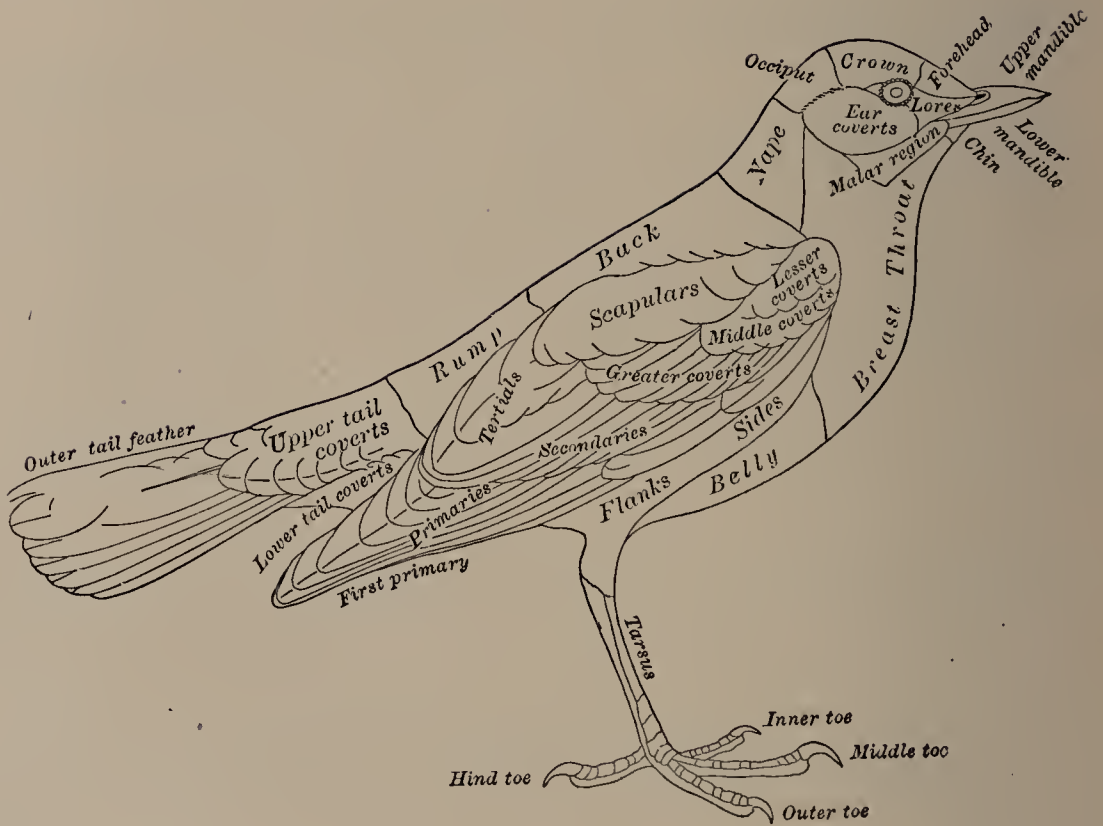 Occiput
Crown
Forehead
Upper
mandible
Ear
coverts
Lores
Malar region
Chin
Lower
mandible
Nape
Throat
Back
Scapulars
Lesser
coverts
Middle coverts
Breast
Rump
Greater coverts
Tertials
Sides
Outer tail feather
Upper tail
coverts
Secondaries
Belly
Lower tail coverts
Primaries
Flanks
First primary
Tarsus
Inner toe
Middle toe
Hind toe
Outer toe